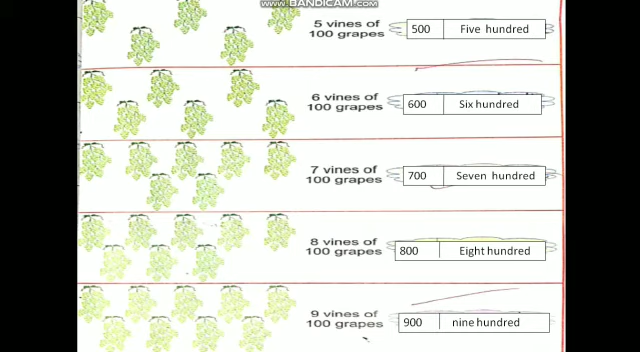 www.BANDICAM.com
5 vines of
100 grapes
500 Five hundred
6 vines of
100 grapes
600 Six hundred
7 vines of
100 grapes
700 Seven hundred
8 vines of
100 grapes
800 Eight hundred
9 vines of
100 grapes
900 nine hundred